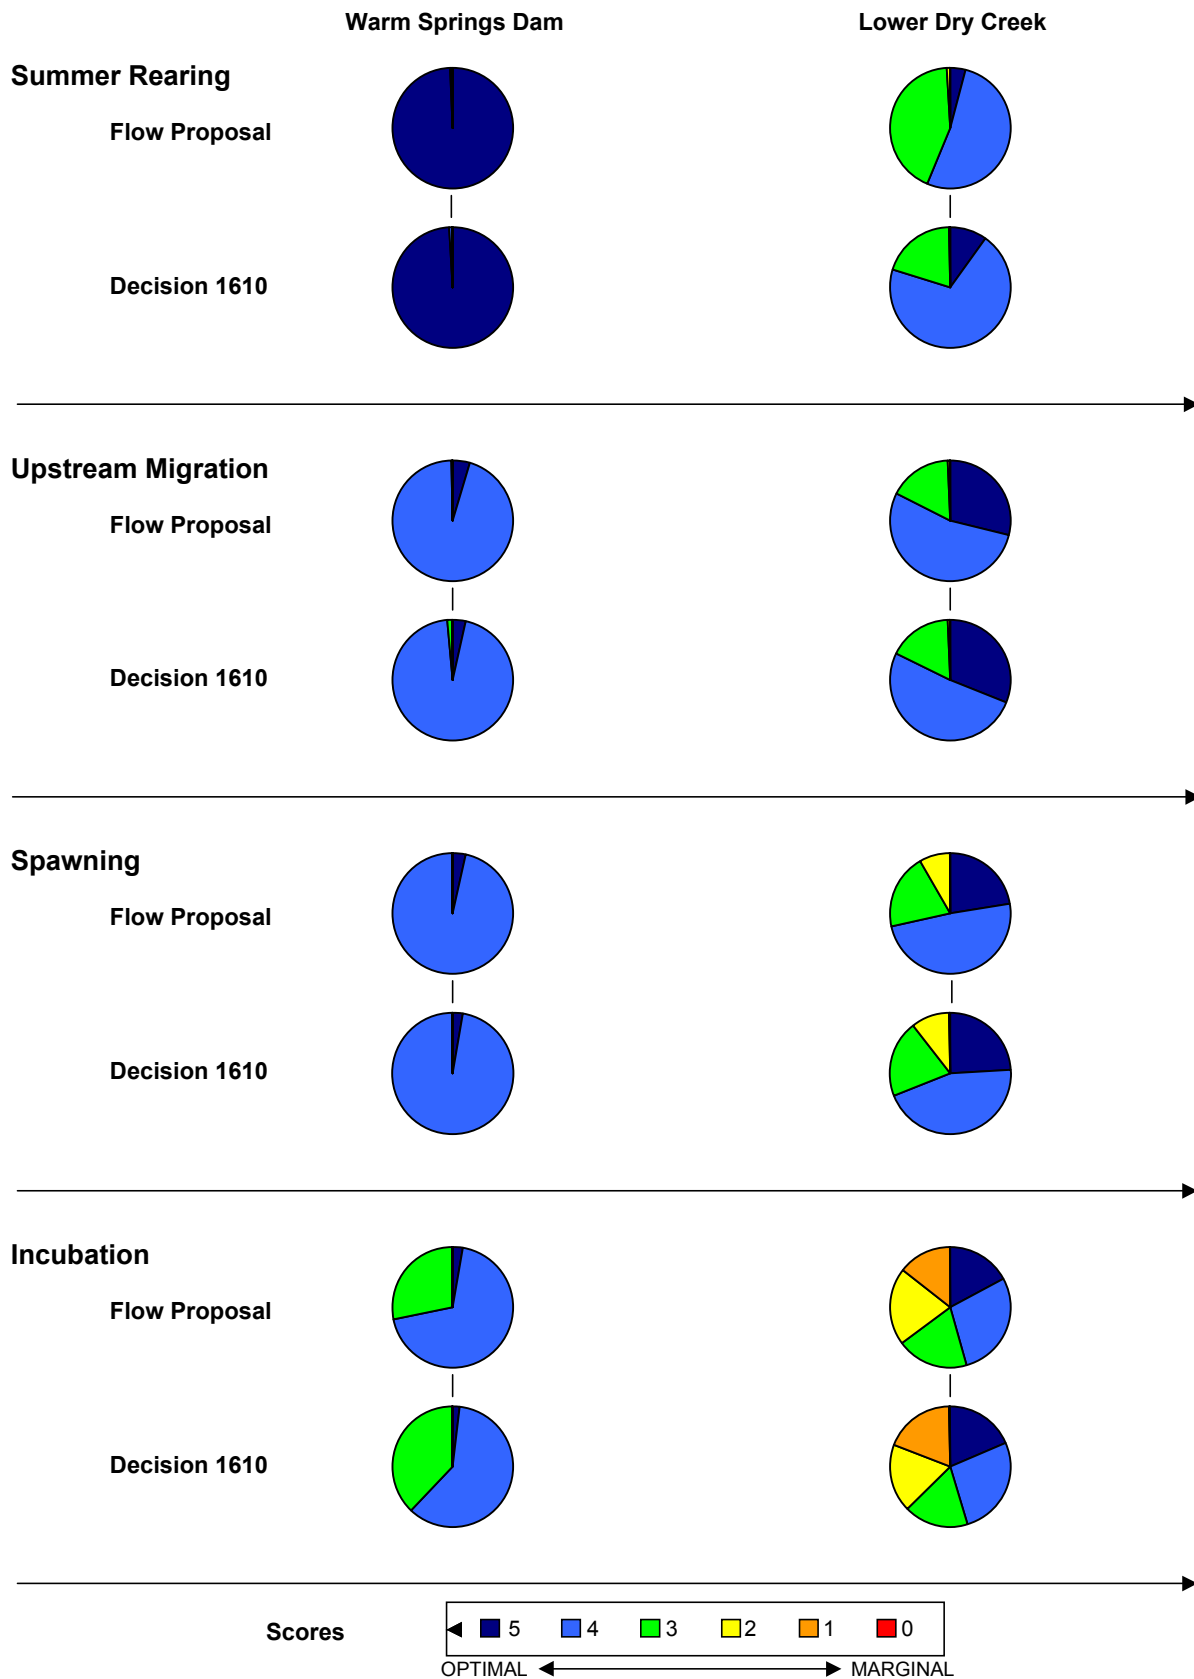 Warm Springs Dam Lower Dry Creek
Summer Rearing
Flow Proposal
Decision 1610
Upstream Migration
Flow Proposal
Decision 1610
Spawning
Flow Proposal
Decision 1610
Incubation
Flow Proposal
Decision 1610
Scores 5 4 3 2 1 0
OPTIMAL MARGINAL